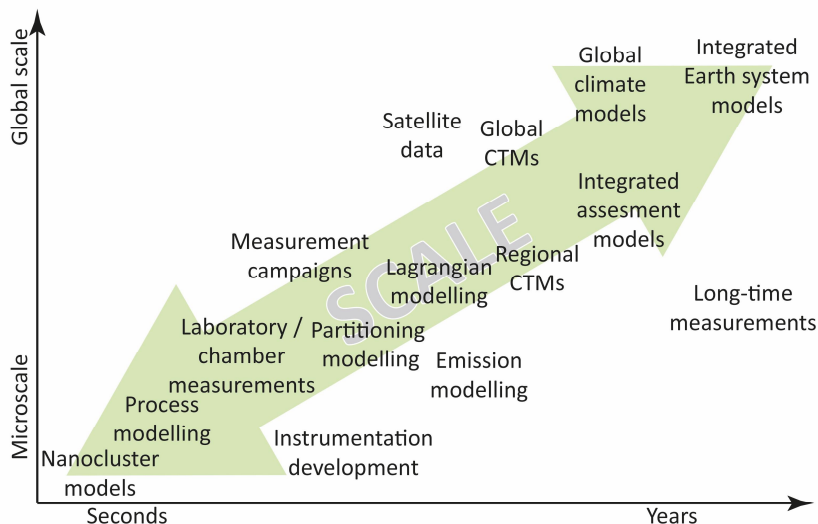 Global scale
Microscale
Global
climate
models
Integrated
Earth system
models
Satellite
data
Global
CTMs
Integrated
assesment
models
SCALE
Measurement
campaigns
Lagrangian
modelling
Regional
CTMs
Long-time
measurements
Laboratory /
chamber
measurements
Partitioning
modelling
Emission
modelling
Process
modelling
Instrumentation
development
Nanocluster
models
Seconds
Years